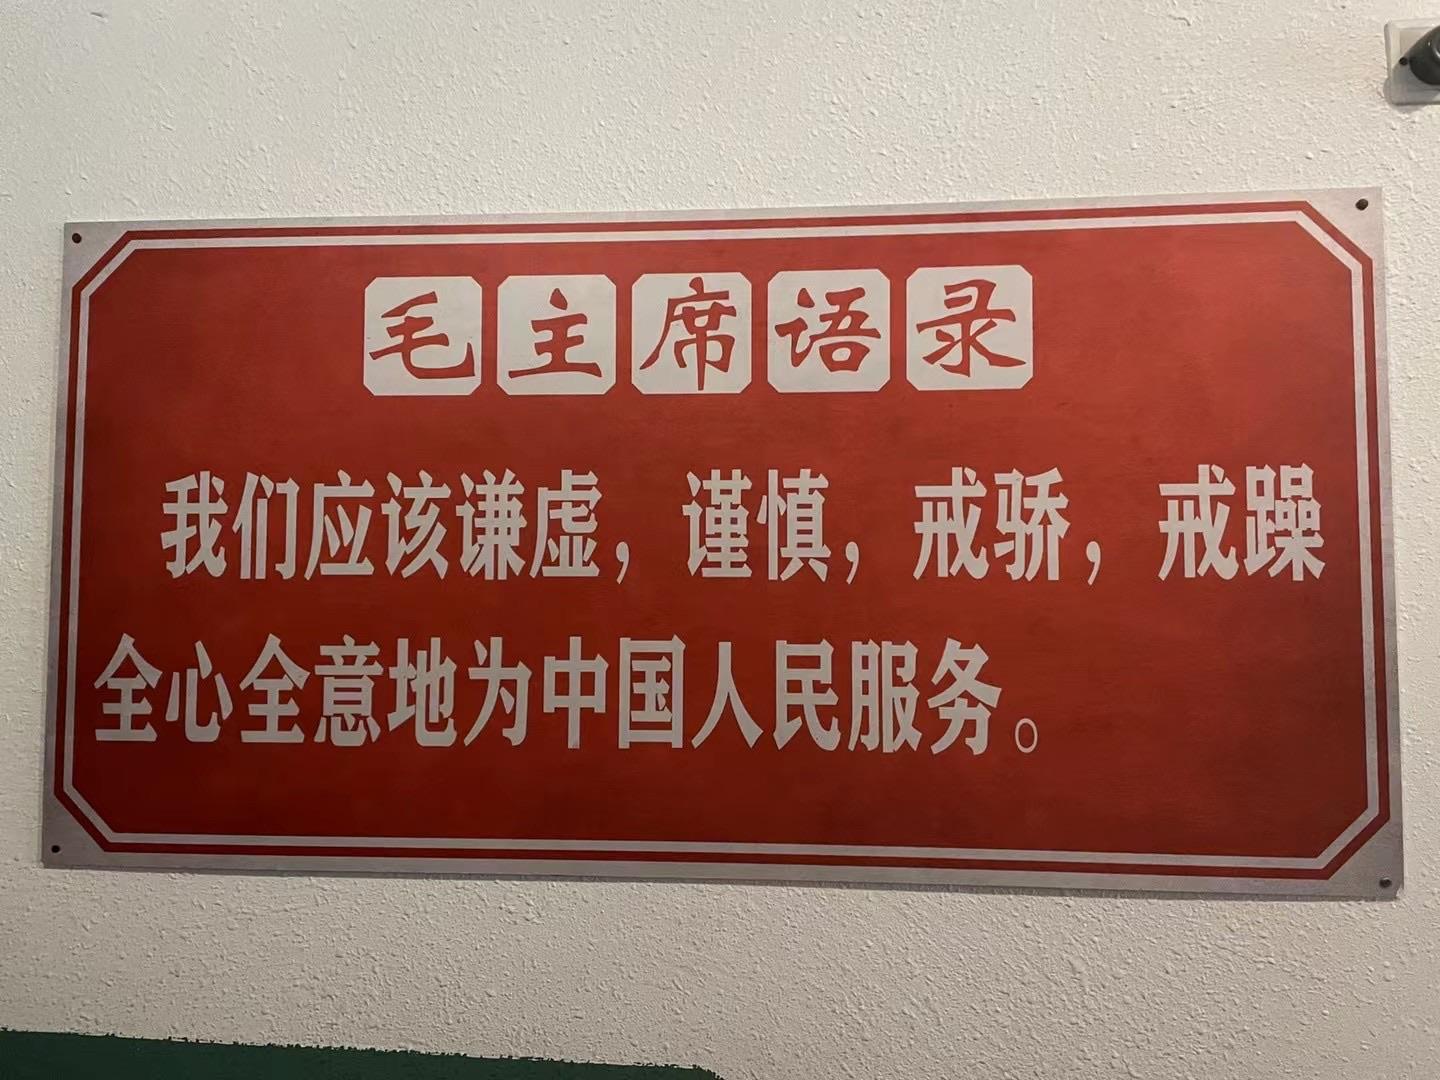 毛主席语录
我们应该谦虚，谨慎，戒骄，戒躁
全心全意地为中国人民服务。